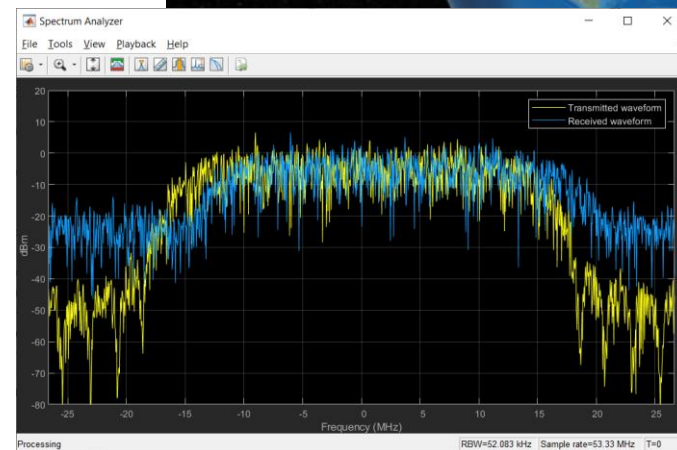 Spectrum Analyzer
File Tools View Playback Help
Transmitted waveform
Received waveform
20
10
0
-10
-20
-30
-40
-50
-60
-70
-80
dBm
-25 -20 -15 -10 -5 0 5 10 15 20 25
Frequency (MHz)
Processing RBW=52.083 kHz Sample rate=53.33 MHz T=0